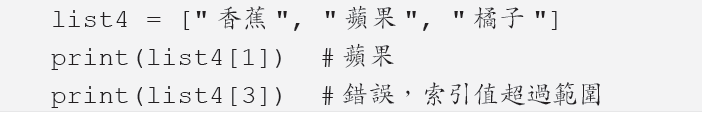 list4 = ["香蕉", "蘋果", "橘子"]
print(list4[1])  #蘋果
print(list4[3])  #錯誤，索引值超過範圍